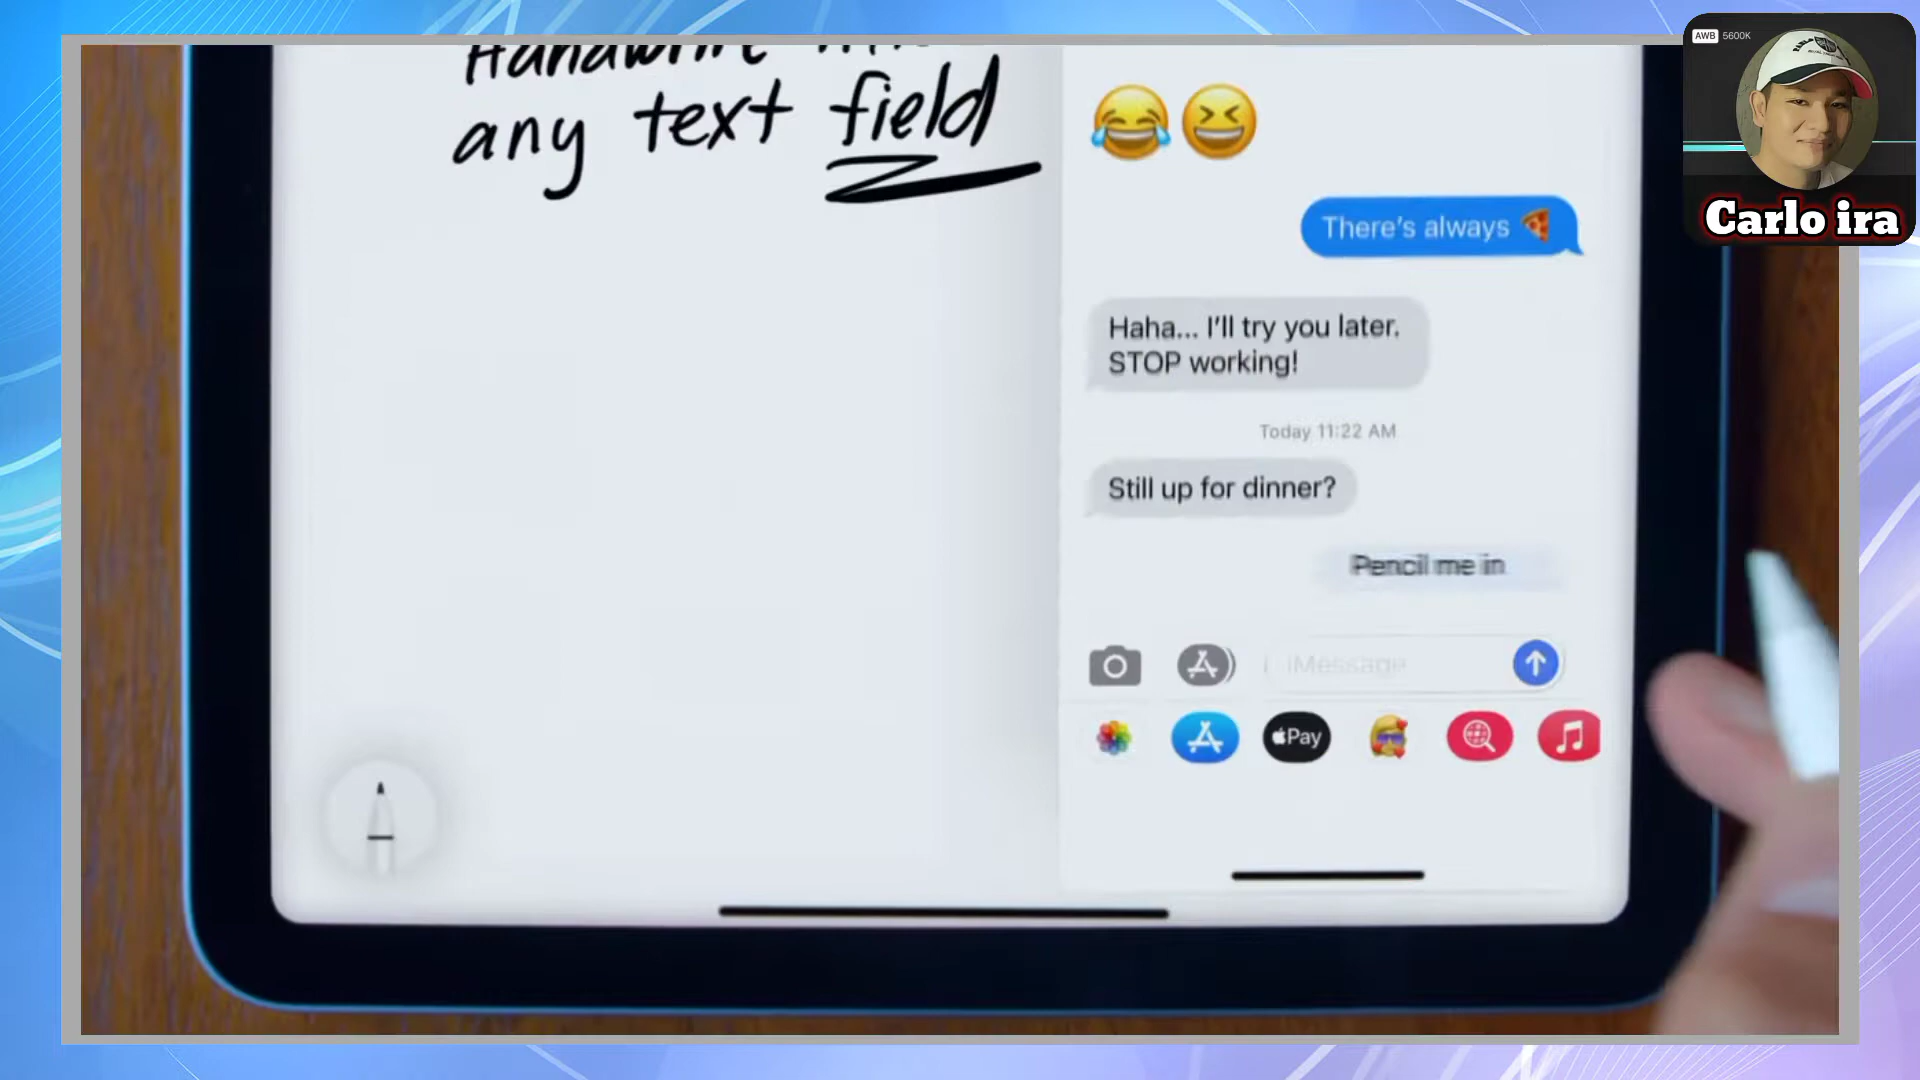 AWB 5600K
Carlo ira
any text field
There's always
Haha... I'll try you later.
STOP working!
Today 11:22 AM
Still up for dinner?
Pencil me in
iMessage
Pay